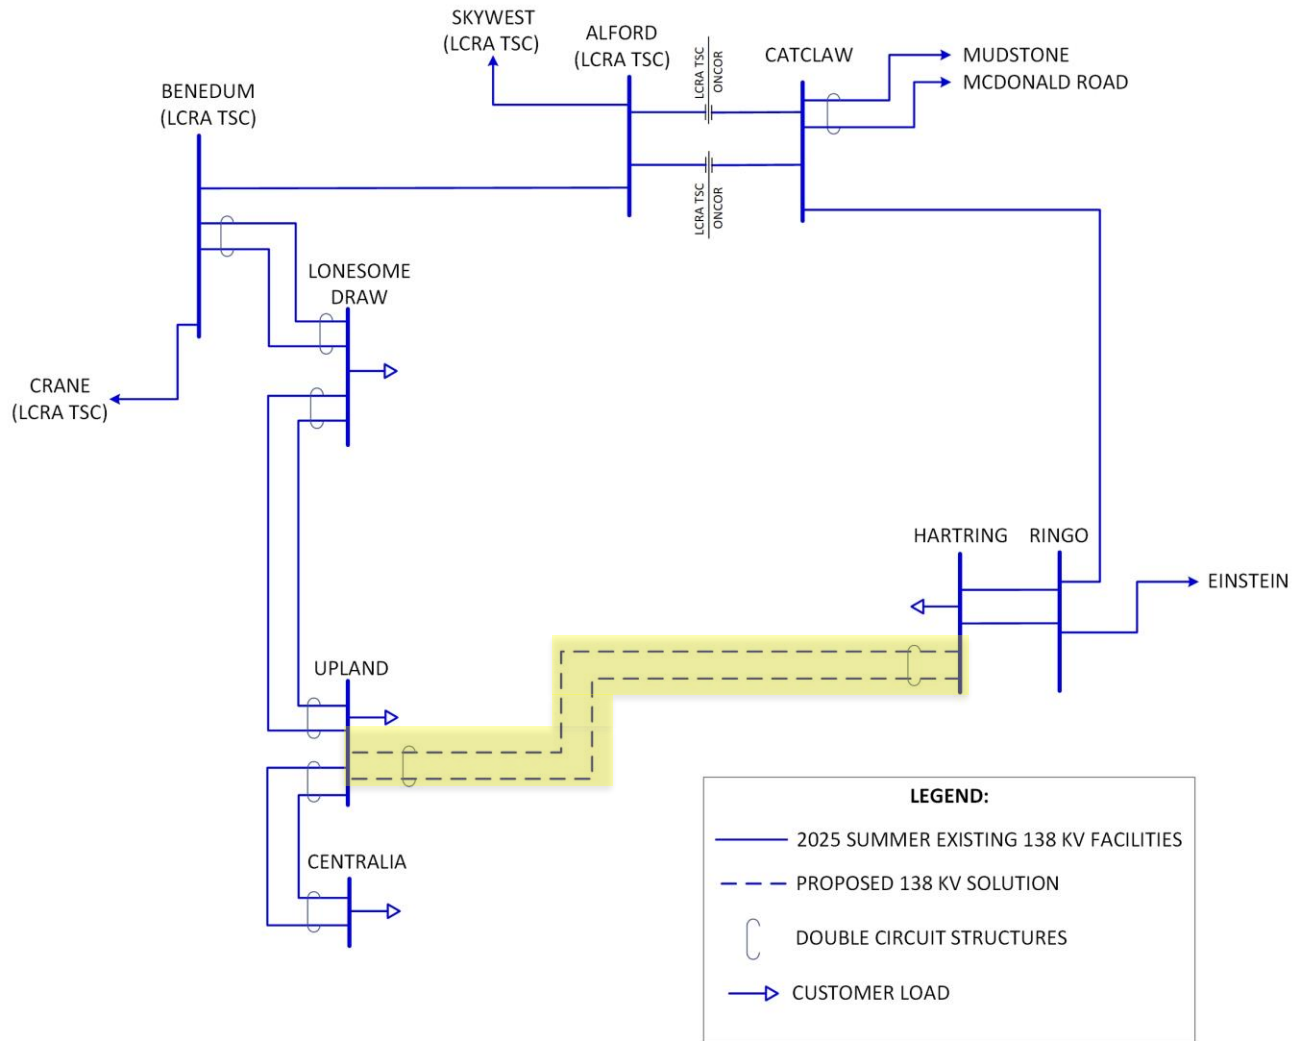 SKYWEST
(LCRA TSC)
ALFORD
(LCRA TSC)
LCRA TSC
ONCOR
CATCLAW
MUDSTONE
MCDONALD ROAD
BENEDUM
(LCRA TSC)
LCRA TSC
ONCOR
LONESOME
DRAW
CRANE
(LCRA TSC)
HARTRING
RINGO
EINSTEIN
UPLAND
CENTRALIA
LEGEND:
2025 SUMMER EXISTING 138 KV FACILITIES
PROPOSED 138 KV SOLUTION
DOUBLE CIRCUIT STRUCTURES
CUSTOMER LOAD